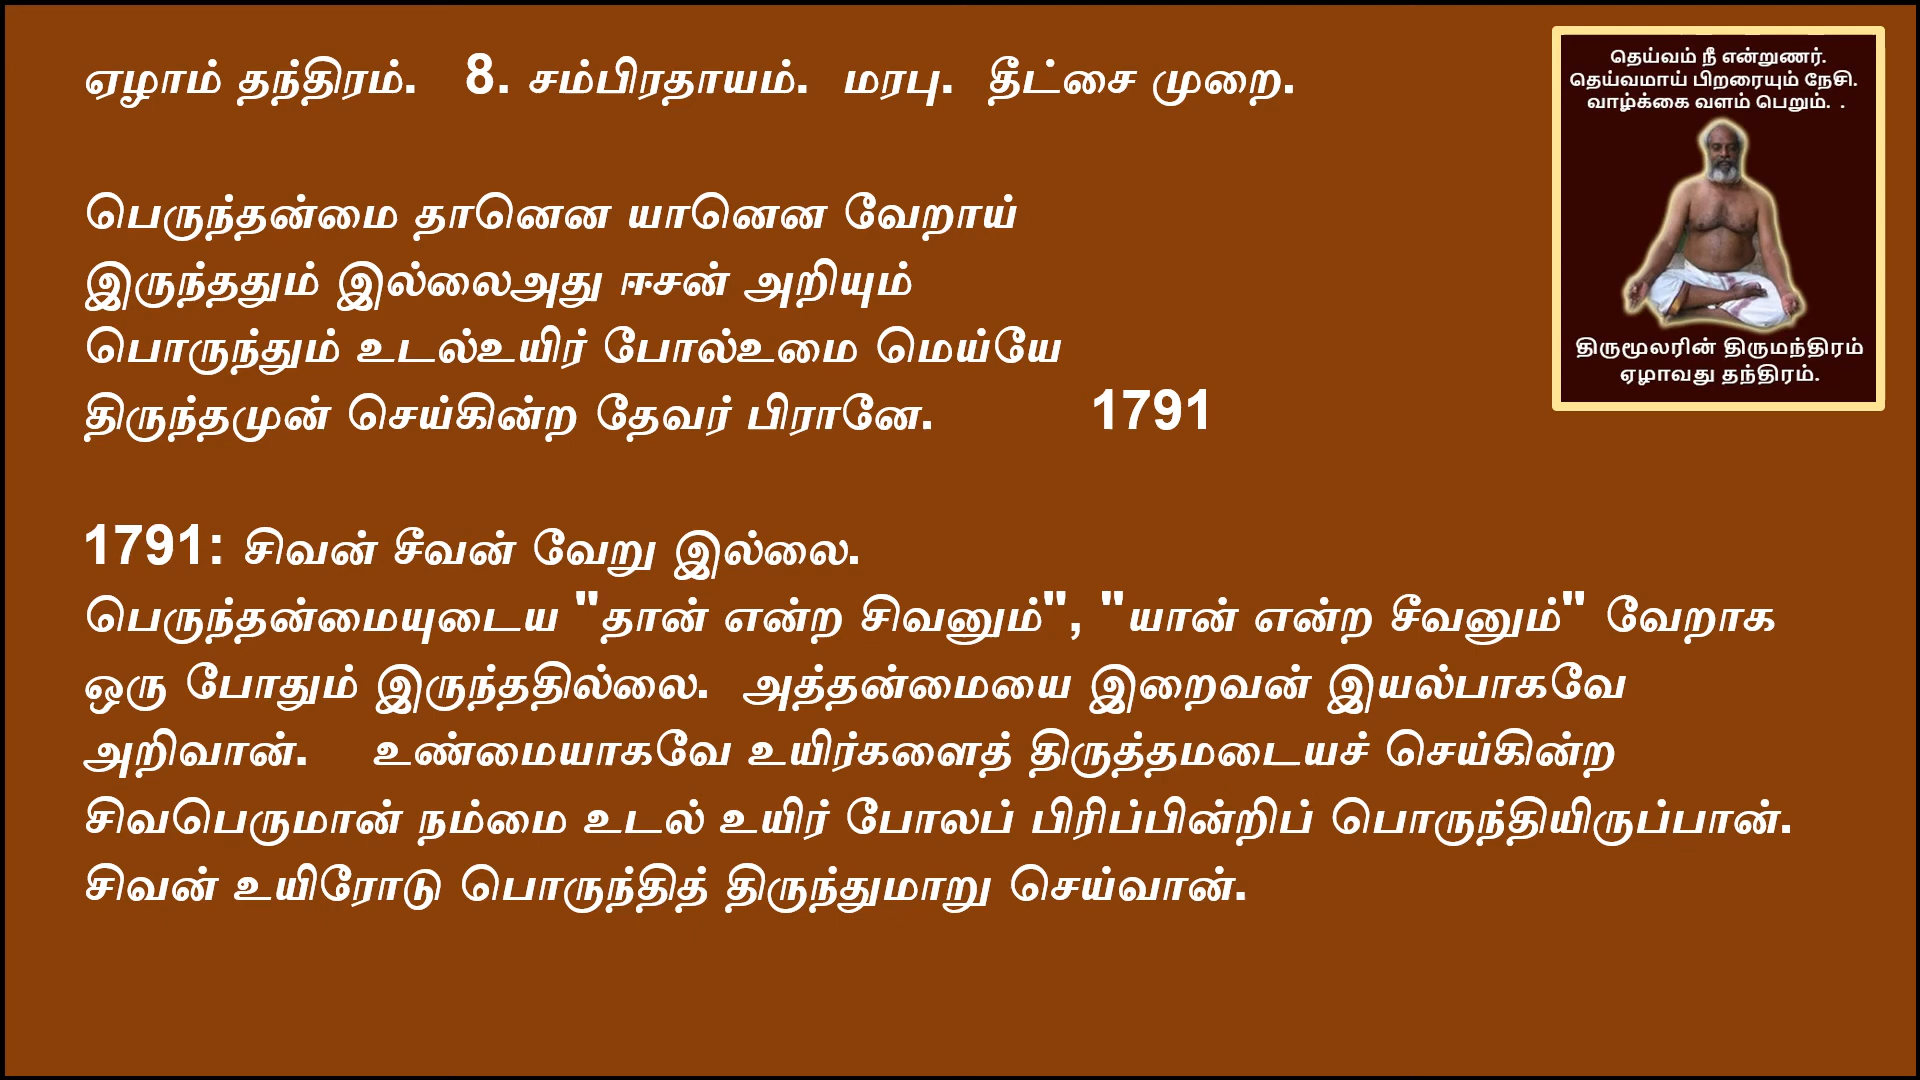 ஏழாம் தந்திரம். 8. சம்பிரதாயம். மரபு. தீட்சை முறை.
பெருந்தன்மை தானென யானென வேறாய்
இருந்ததும் இல்லைஅது ஈசன் அறியும்
பொருந்தும் உடல்உயிர் போல்உமை மெய்யே
திருந்தமுன் செய்கின்ற தேவர் பிரானே. 1791
1791: சிவன் சீவன் வேறு இல்லை.
பெருந்தன்மையுடைய "தான் என்ற சிவனும்", "யான் என்ற சீவனும்" வேறாக
ஒரு போதும் இருந்ததில்லை. அத்தன்மையை இறைவன் இயல்பாகவே
அறிவான். உண்மையாகவே உயிர்களைத் திருத்தமடையச் செய்கின்ற
சிவபெருமான் நம்மை உடல் உயிர் போலப் பிரிப்பின்றிப் பொருந்தியிருப்பான்.
சிவன் உயிரோடு பொருந்தித் திருந்துமாறு செய்வான்.
தெய்வம் நீ என்றுணர்.
தெய்வமாய் பிறரையும் நேசி.
வாழ்க்கை வளம் பெறும். .
திருமூலரின் திருமந்திரம்
ஏழாவது தந்திரம்.